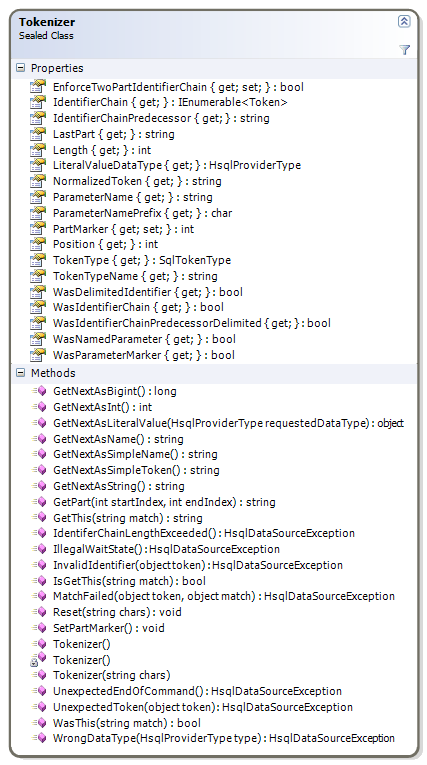 Tokenizer
Sealed Class
Properties
EnforceTwoPartIdentifierChain { get; set; } : bool
IdentifierChain { get; } : IEnumerable<Token>
IdentifierChainPredecessor { get; } : string
LastPart { get; } : string
Length { get; } : int
LiteralValueDataType { get; } : HsqlProviderType
NormalizedToken { get; } : string
ParameterName { get; } : string
ParameterNamePrefix { get; } : char
PartMarker { get; set; } : int
Position { get; } : int
TokenType { get; } : SqlTokenType
TokenTypeName { get; } : string
WasDelimitedIdentifier { get; } : bool
WasIdentifierChain { get; } : bool
WasIdentifierChainPredecessorDelimited { get; } : bool
WasNamedParameter { get; } : bool
WasParameterMarker { get; } : bool
Methods
GetNextAsBigint() : long
GetNextAsInt() : int
GetNextAsLiteralValue(HsqlProviderType requestedDataType) : object
GetNextAsName() : string
GetNextAsSimpleName() : string
GetNextAsSimpleToken() : string
GetNextAsString() : string
GetPart(int startIndex, int endIndex) : string
GetThis(string match) : string
IdentiferChainLengthExceeded() : HsqlDataSourceException
IllegalWaitState() : HsqlDataSourceException
InvalidIdentifier(object token) : HsqlDataSourceException
IsGetThis(string match) : bool
MatchFailed(object token, object match) : HsqlDataSourceException
Reset(string chars) : void
SetPartMarker() : void
Tokenizer()
Tokenizer()
Tokenizer(string chars)
UnexpectedEndOfCommand() : HsqlDataSourceException
UnexpectedToken(object token) : HsqlDataSourceException
WasThis(string match) : bool
WrongDataType(HsqlProviderType type) : HsqlDataSourceException